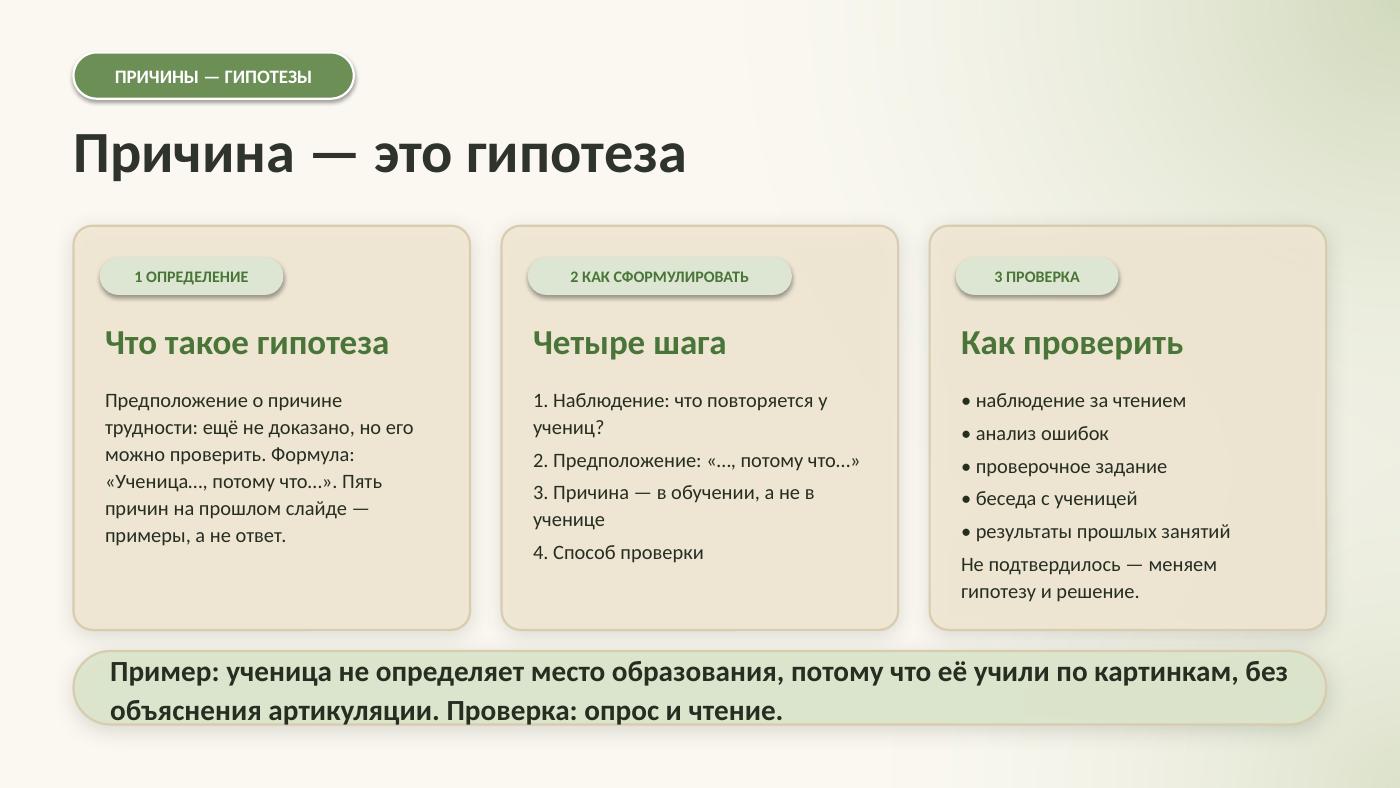 ПРИЧИНЫ — ГИПОТЕЗЫ
Причина — это гипотеза
1 ОПРЕДЕЛЕНИЕ
Что такое гипотеза
Предположение о причине
трудности: ещё не доказано, но его
можно проверить. Формула:
«Ученица…, потому что…». Пять
причин на прошлом слайде —
примеры, а не ответ.
2 КАК СФОРМУЛИРОВАТЬ
Четыре шага
1. Наблюдение: что повторяется у
учениц?
2. Предположение: «…, потому что…»
3. Причина — в обучении, а не в
ученице
4. Способ проверки
3 ПРОВЕРКА
Как проверить
• наблюдение за чтением
• анализ ошибок
• проверочное задание
• беседа с ученицей
• результаты прошлых занятий
Не подтвердилось — меняем
гипотезу и решение.
Пример: ученица не определяет место образования, потому что её учили по картинкам, без
объяснения артикуляции. Проверка: опрос и чтение.